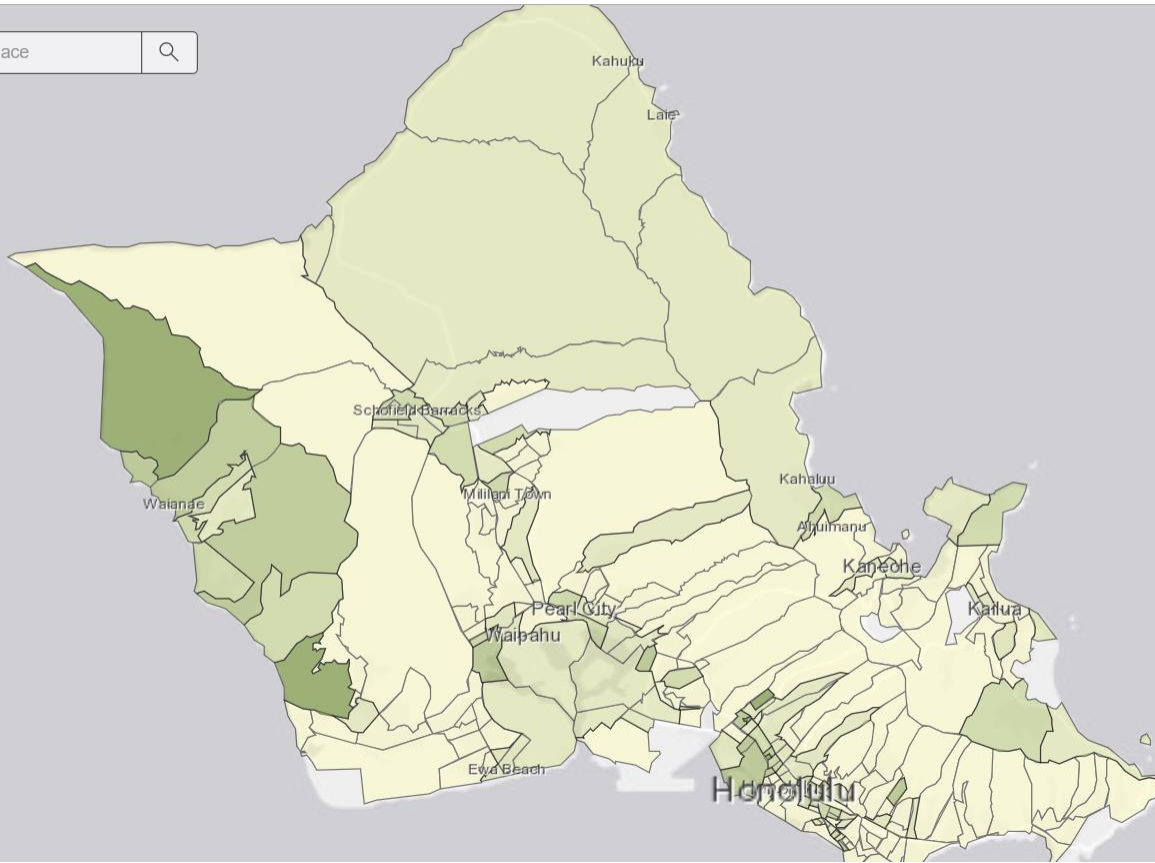 ace
Kahuku
Laie
Schofield Barracks
Mililani Town
Waianae
Kahaluu
Ahuimanu
Kaneohe
Kailua
Pearl City
Waipahu
Ewa Beach
Honolulu